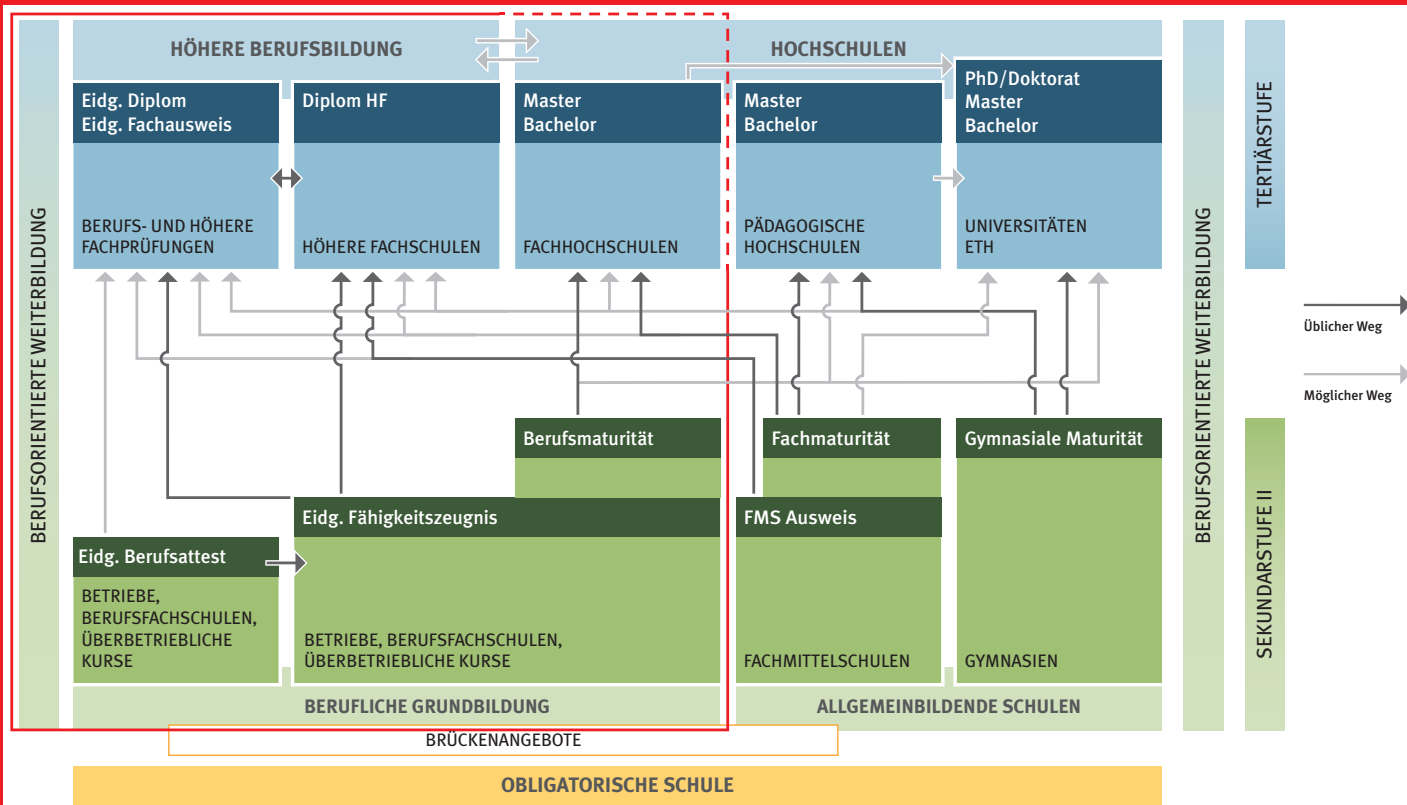 BERUFSORIENTIERTE WEITERBILDUNG
HÖHERE BERUFSBILDUNG
HOCHSCHULEN
Eidg. Diplom
Eidg. Fachausweis
BERUFS- UND HÖHERE
FACHPRÜFUNGEN
Diplom HF
HÖHERE FACHSCHULEN
Master
Bachelor
FACHHOCHSCHULEN
Master
Bachelor
PÄDAGOGISCHE
HOCHSCHULEN
PhD/Doktorat
Master
Bachelor
UNIVERSITÄTEN
ETH
BERUFSORIENTIERTE WEITERBILDUNG
TERTIÄRSTUFE
Üblicher Weg
Möglicher Weg
Berufsmaturität
Fachmaturität
Gymnasiale Maturität
Eidg. Fähigkeitszeugnis
FMS Ausweis
Eidg. Berufsattest
BETRIEBE,
BERUFSFACHSCHULEN,
ÜBERBETRIEBLICHE
KURSE
BETRIEBE, BERUFSFACHSCHULEN,
ÜBERBETRIEBLICHE KURSE
FACHMITTELSCHULEN
GYMNASIEN
SEKUNDARSTUFE II
BERUFLICHE GRUNDBILDUNG
ALLGEMEINBILDENDE SCHULEN
BRÜCKENANGEBOTE
OBLIGATORISCHE SCHULE